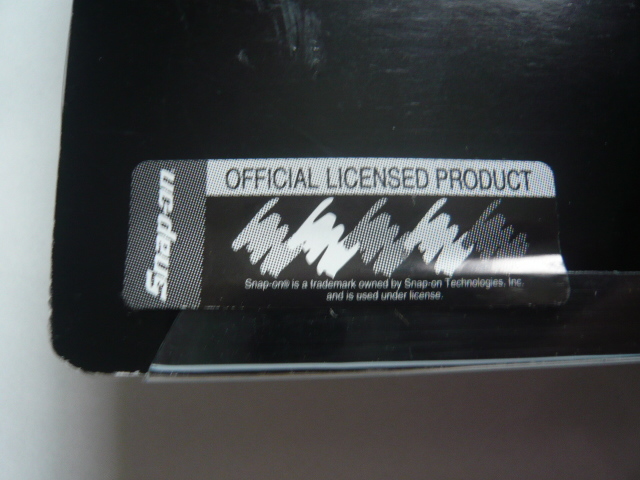 Snap-on
OFFICIAL LICENSED PRODUCT
Snap-on® is a trademark owned by Snap-on Technologies, Inc.
and is used under license.